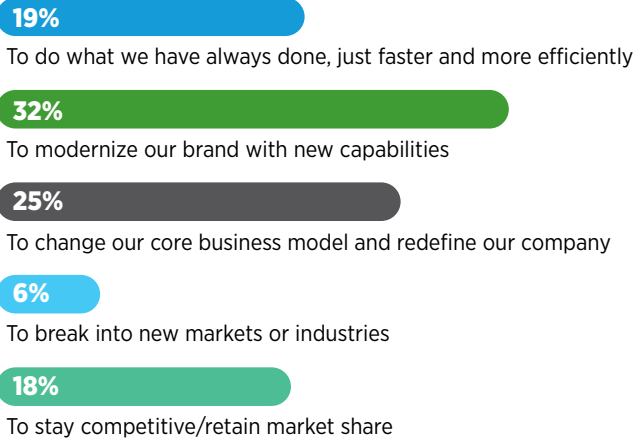 19%
To do what we have always done, just faster and more efficiently
32%
To modernize our brand with new capabilities
25%
To change our core business model and redefine our company
6%
To break into new markets or industries
18%
To stay competitive/retain market share